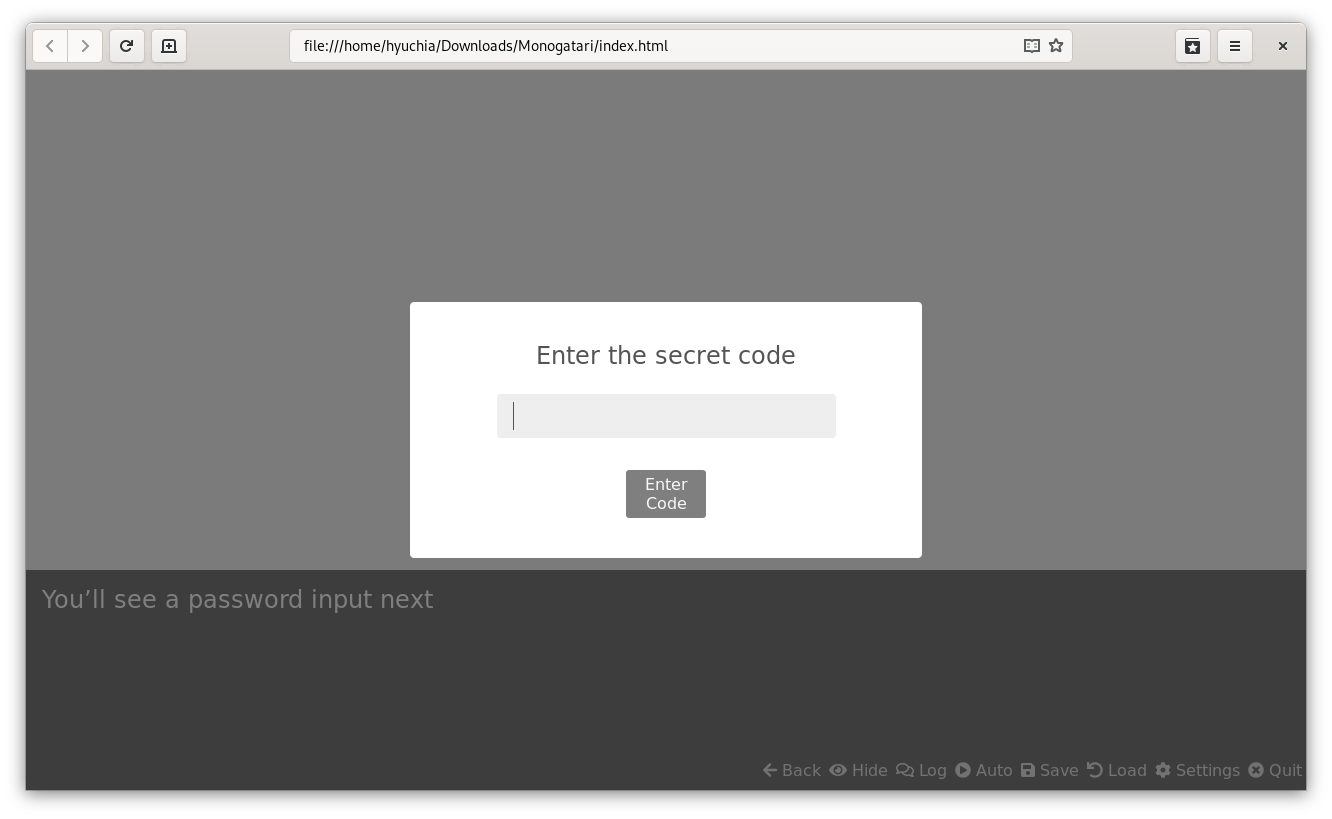 file:///home/hyuchia/Downloads/Monogatari/index.html
Enter the secret code
Enter
Code
You’ll see a password input next
Back Hide Log Auto Save Load Settings Quit